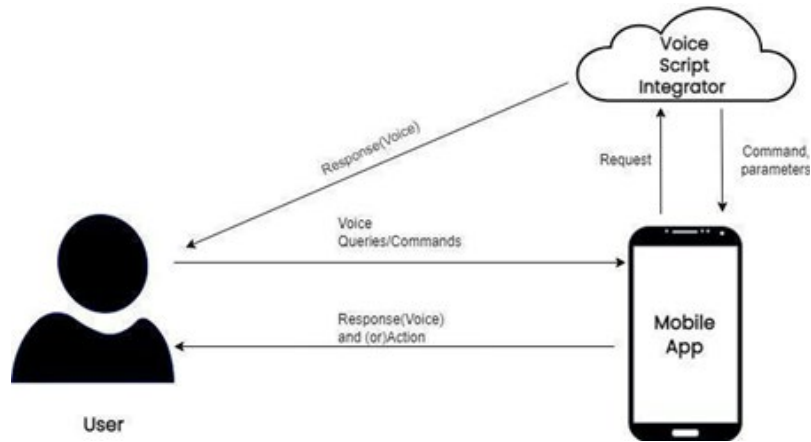 Voice
Script
Integrator
Response(Voice)
Request
Command,
parameters
Voice
Queries/Commands
Response(Voice)
and (or)Action
Mobile
App
User